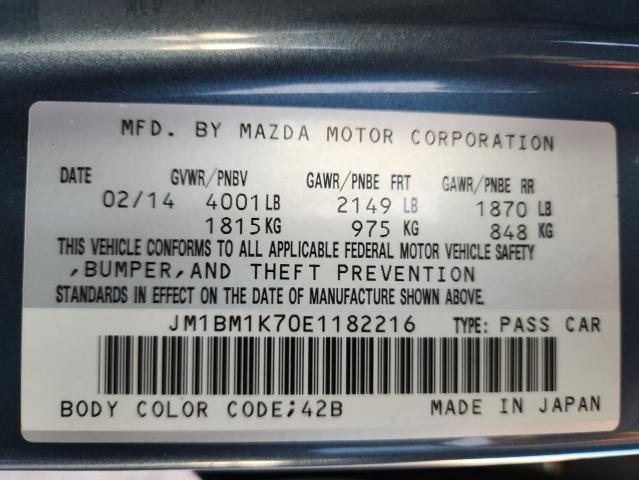 MFD. BY MAZDA MOTOR CORPORATION
DATE GVWR/PNBV GAWR/PNBE FRT GAWR/PNBE RR
02/14 4001 LB 2149 LB 1870 LB
1815 KG 975 KG 848 KG
THIS VEHICLE CONFORMS TO ALL APPLICABLE FEDERAL MOTOR VEHICLE SAFETY
,BUMPER,AND THEFT PREVENTION
STANDARDS IN EFFECT ON THE DATE OF MANUFACTURE SHOWN ABOVE.
JM1BM1K70E1182216 TYPE: PASS CAR
BODY COLOR CODE;42B MADE IN JAPAN